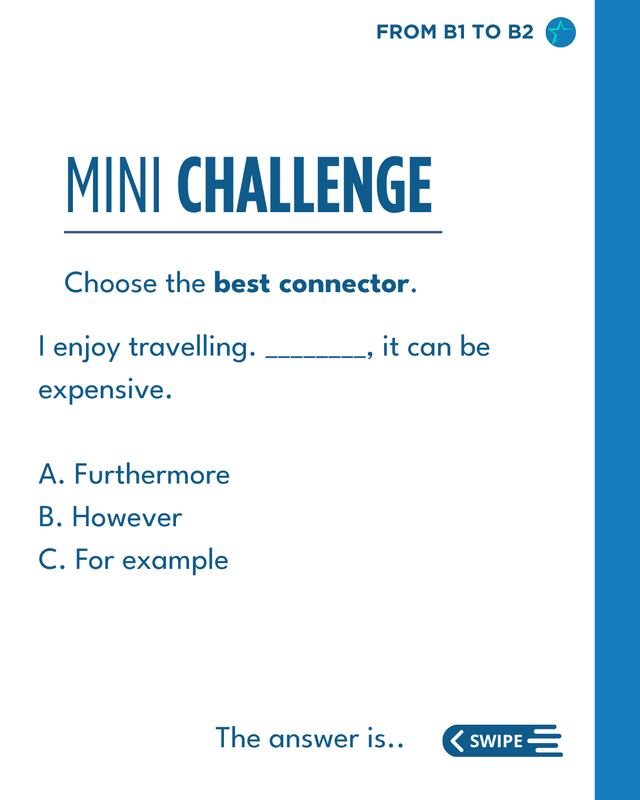 FROM B1 TO B2
MINI CHALLENGE
Choose the best connector.
I enjoy travelling. ________, it can be
expensive.
A. Furthermore
B. However
C. For example
The answer is..
SWIPE